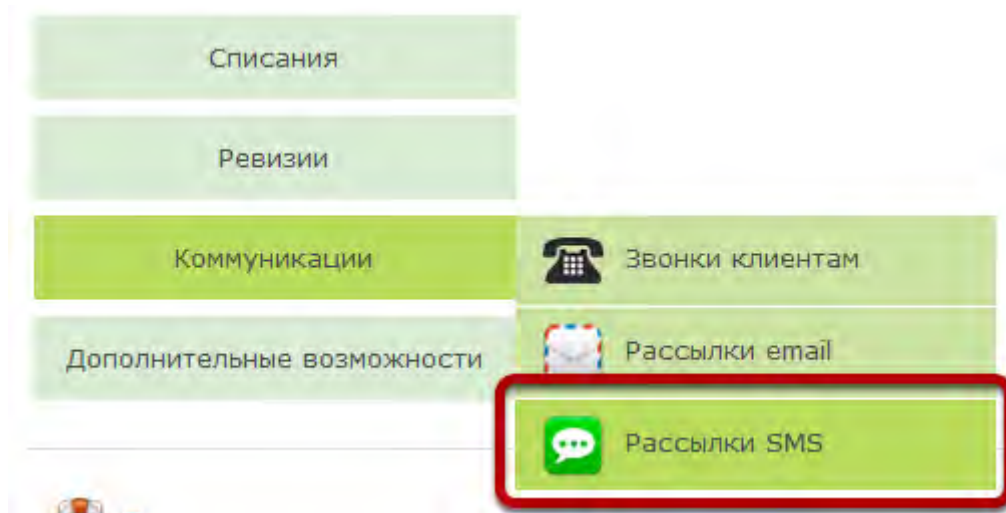 Списания
Ревизии
Коммуникации
Звонки клиентам
Дополнительные возможности
Рассылки email
Рассылки SMS